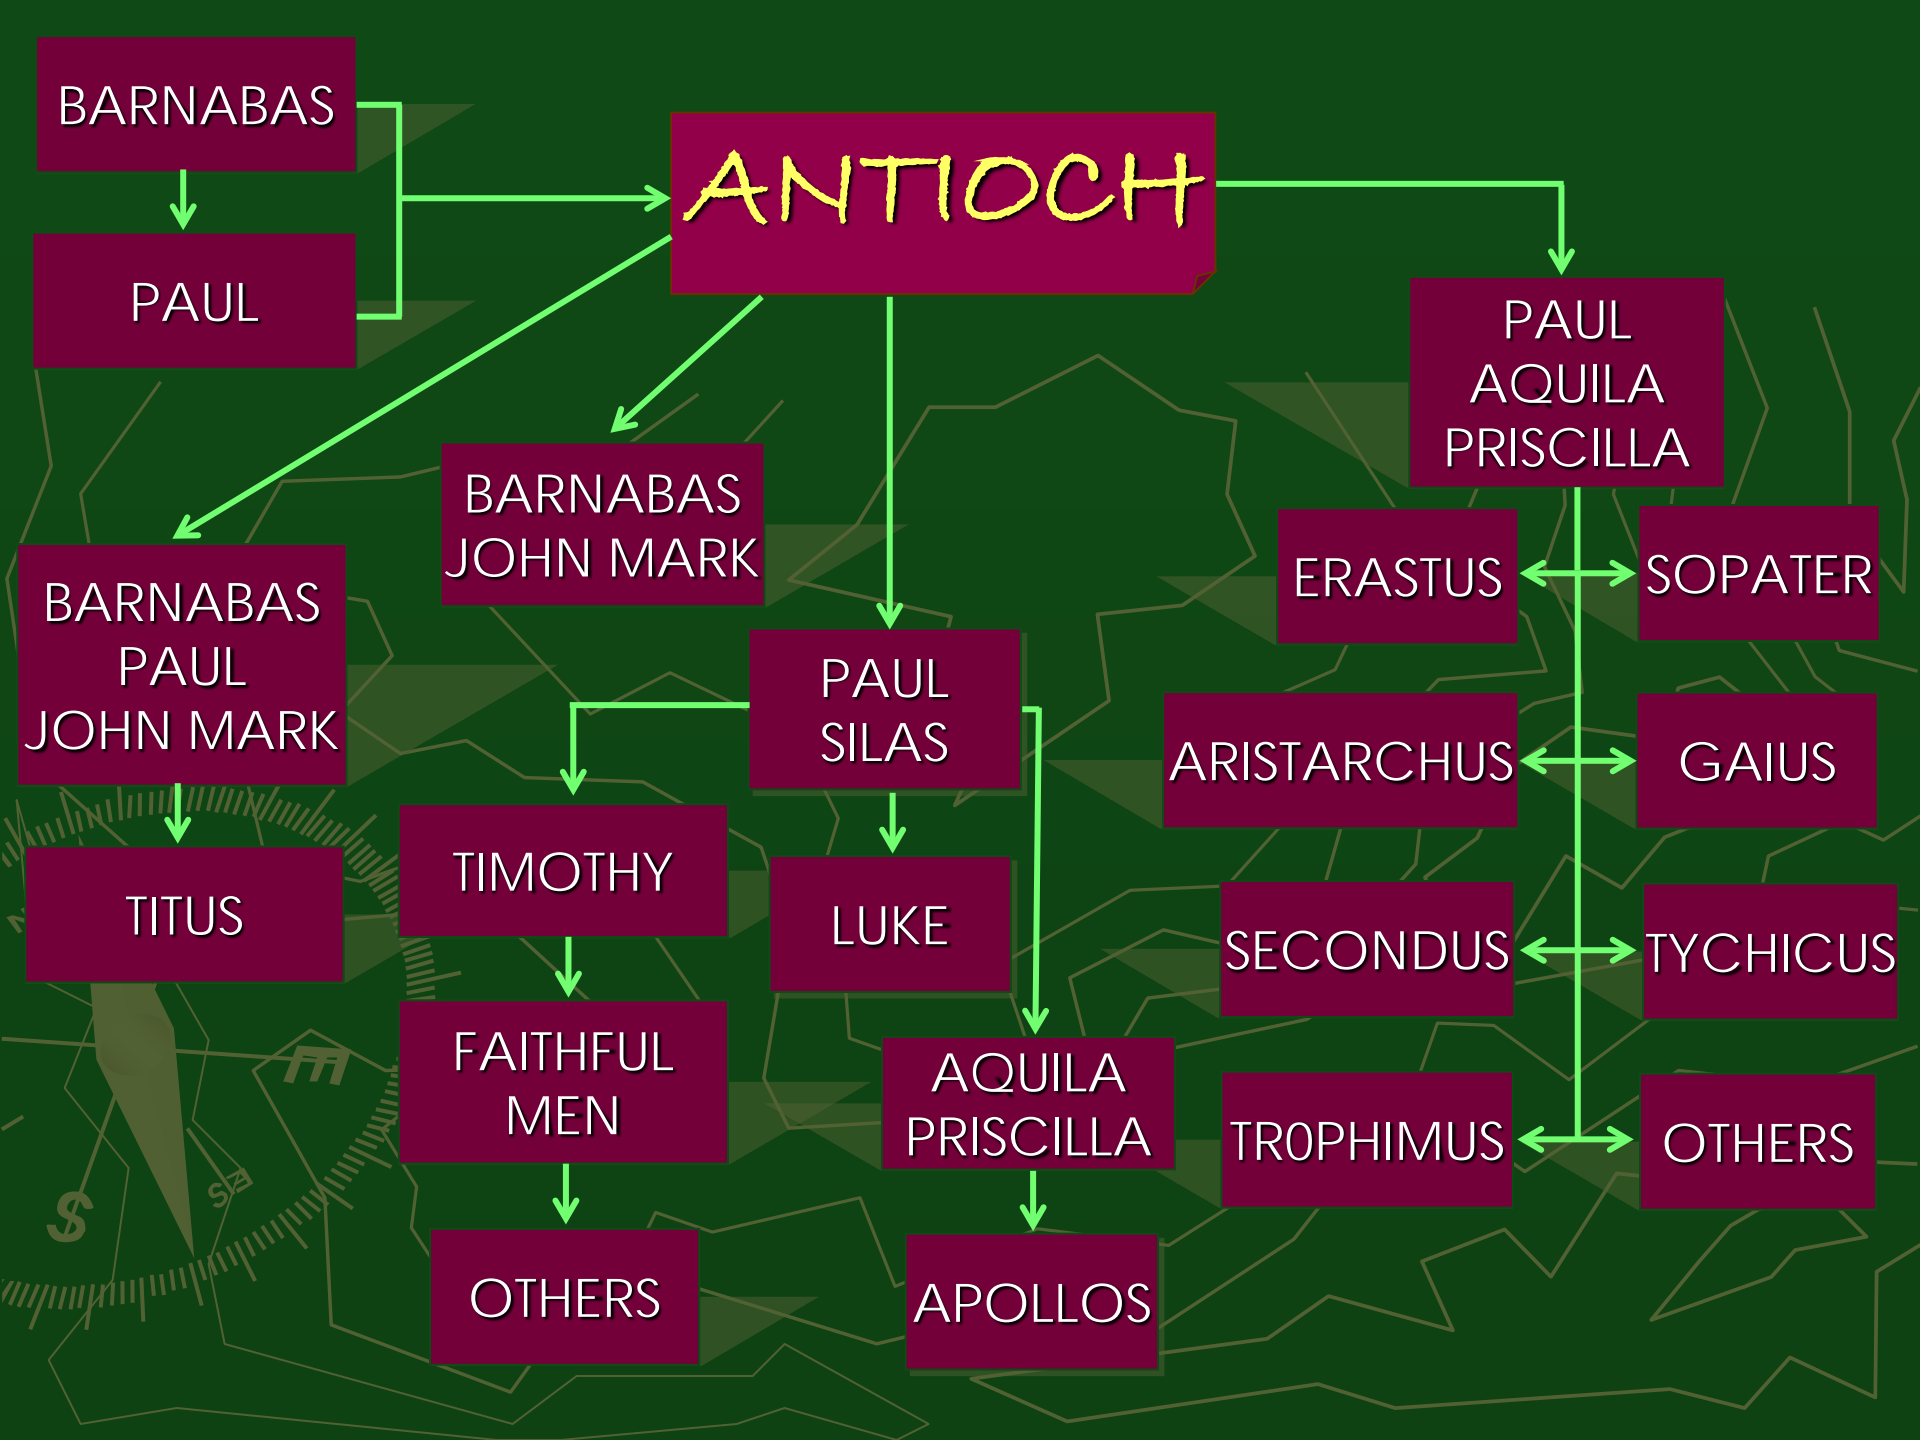 BARNABAS
PAUL
ANTIOCH
PAUL
AQUILA
PRISCILLA
BARNABAS
JOHN MARK
BARNABAS
PAUL
JOHN MARK
TITUS
PAUL
SILAS
TIMOTHY
FAITHFUL
MEN
OTHERS
LUKE
AQUILA
PRISCILLA
APOLLOS
ERASTUS
SOPATER
ARISTARCHUS
GAIUS
SECONDUS
TYCHICUS
TR0PHIMUS
OTHERS
E
S
SE